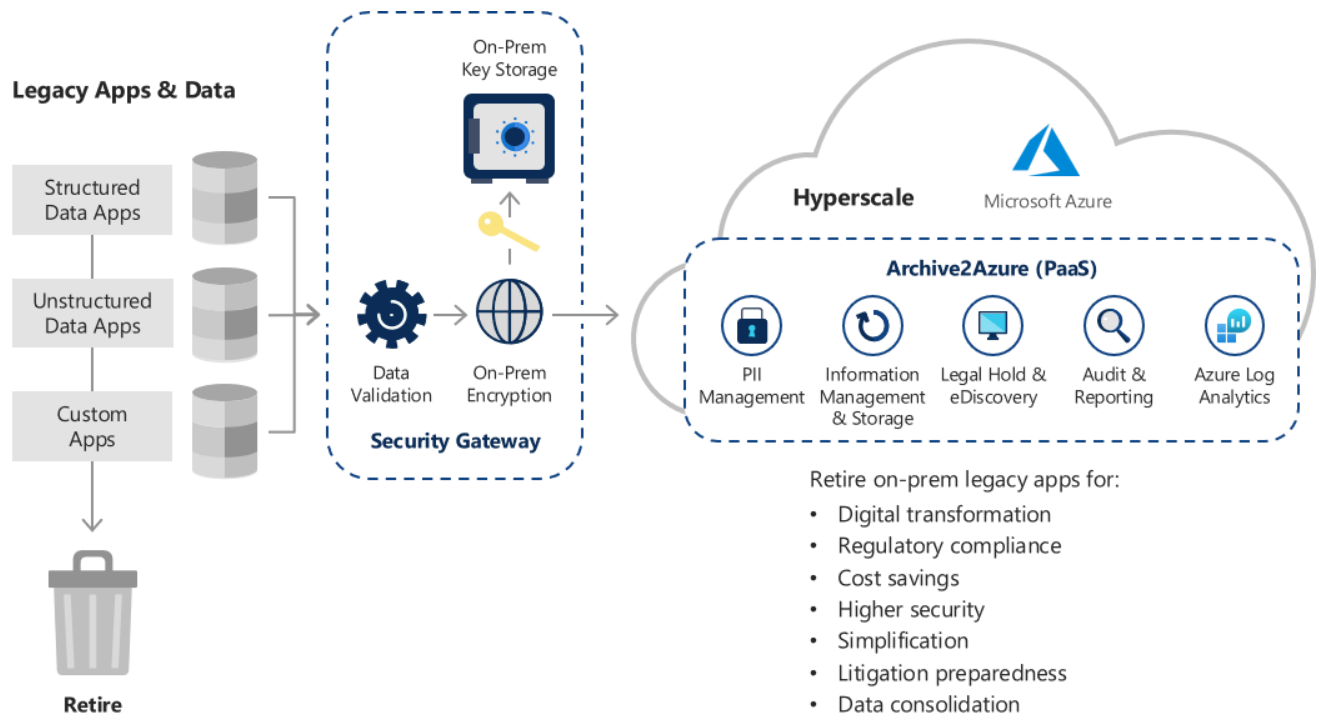 Legacy Apps & Data
Structured
Data Apps
Unstructured
Data Apps
Custom
Apps
Retire
On-Prem
Key Storage
Data
Validation
On-Prem
Encryption
Security Gateway
Hyperscale
Microsoft Azure
Archive2Azure (PaaS)
PII
Management
Information
Management
& Storage
Legal Hold &
eDiscovery
Audit &
Reporting
Azure Log
Analytics
Retire on-prem legacy apps for:
• Digital transformation
• Regulatory compliance
• Cost savings
• Higher security
• Simplification
• Litigation preparedness
• Data consolidation